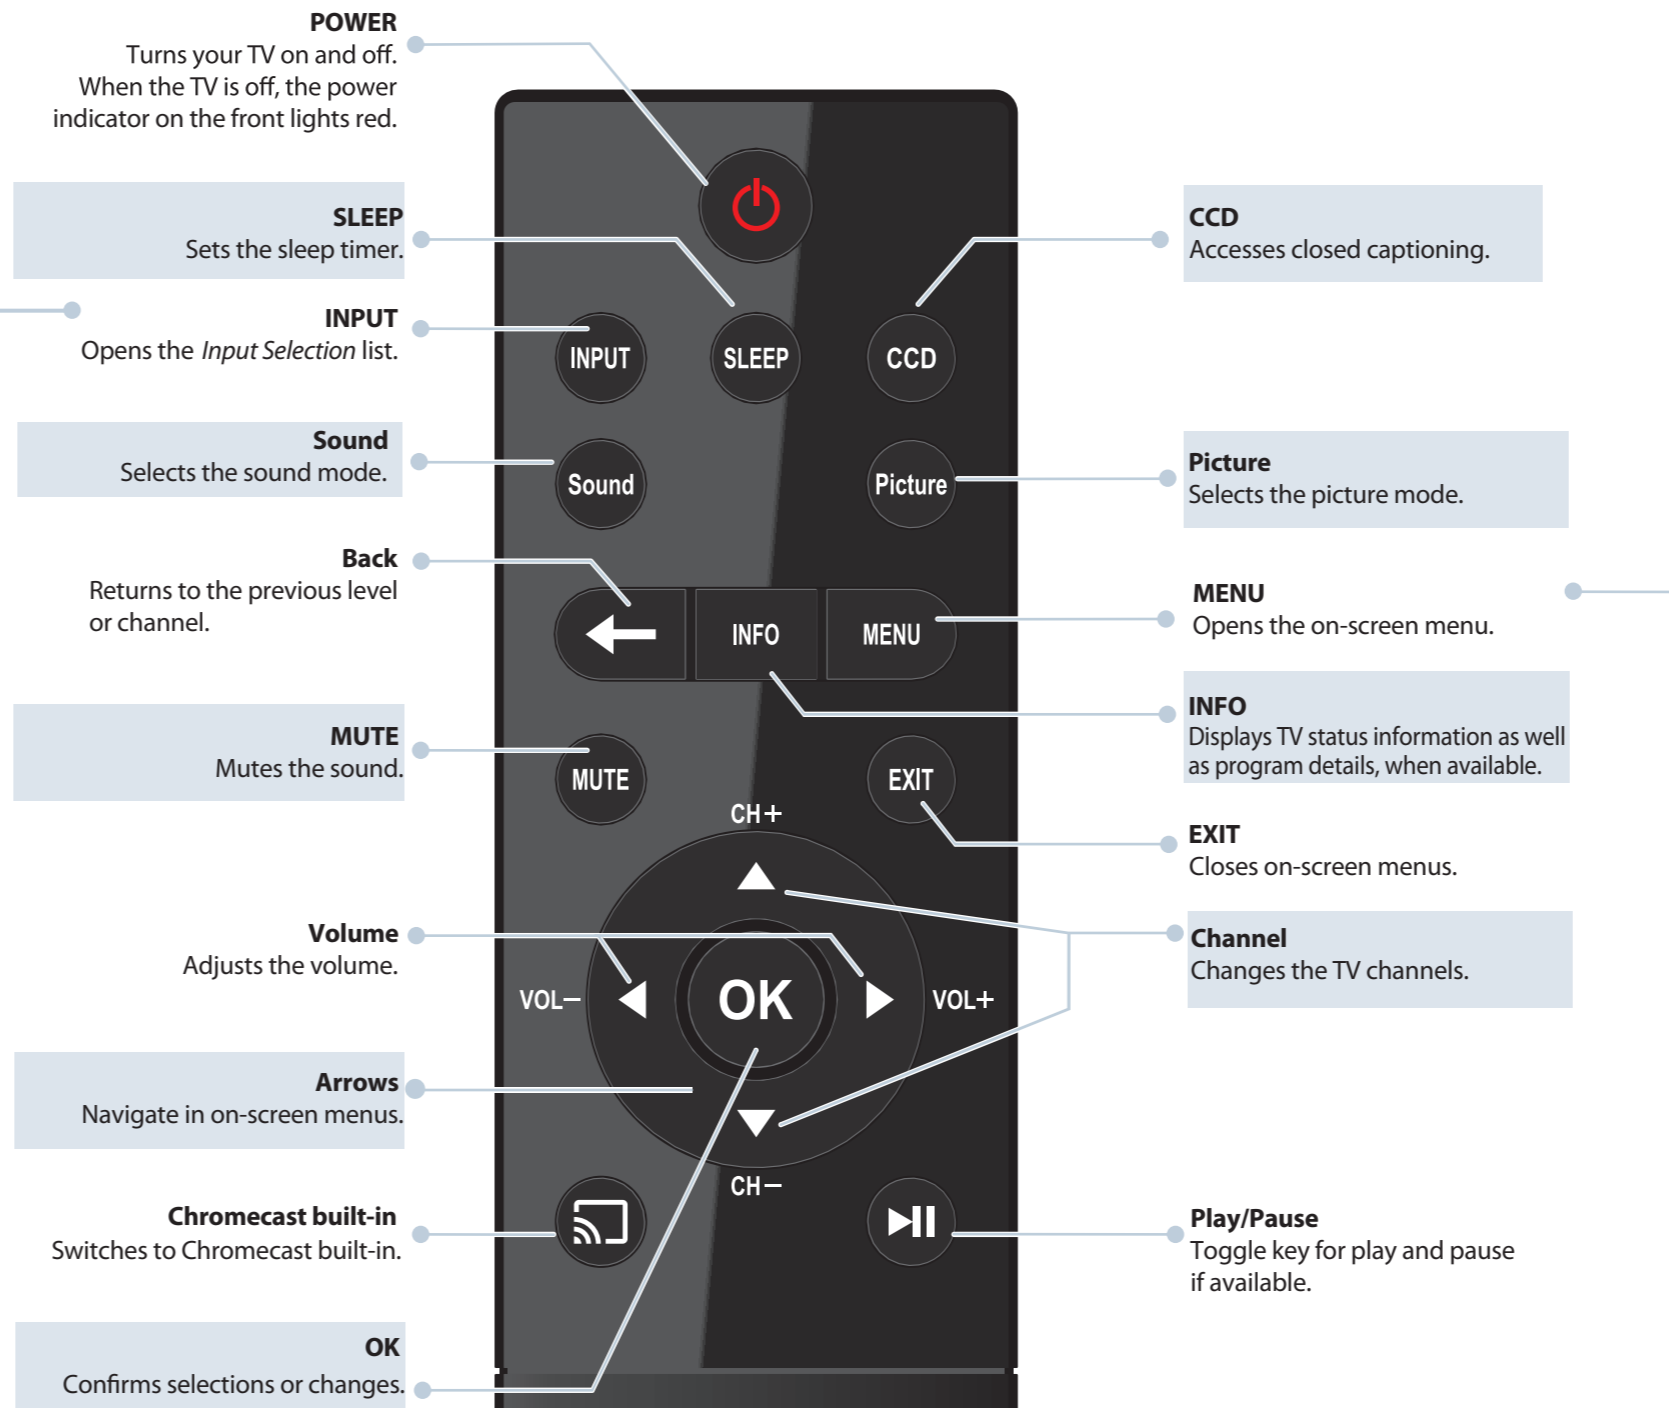 POWER
Turns your TV on and off.
When the TV is off, the power
indicator on the front lights red.
SLEEP
Sets the sleep timer.
INPUT
Opens the Input Selection list.
Sound
Selects the sound mode.
Back
Returns to the previous level
or channel.
MUTE
Mutes the sound.
Volume
Adjusts the volume.
Arrows
Navigate in on-screen menus.
Chromecast built-in
Switches to Chromecast built-in.
OK
Confirms selections or changes.
INPUT SLEEP CCD
Sound Picture
INFO MENU
MUTE EXIT
CH+
VOL− OK VOL+
CH−
CCD
Accesses closed captioning.
Picture
Selects the picture mode.
MENU
Opens the on-screen menu.
INFO
Displays TV status information as well
as program details, when available.
EXIT
Closes on-screen menus.
Channel
Changes the TV channels.
Play/Pause
Toggle key for play and pause
if available.